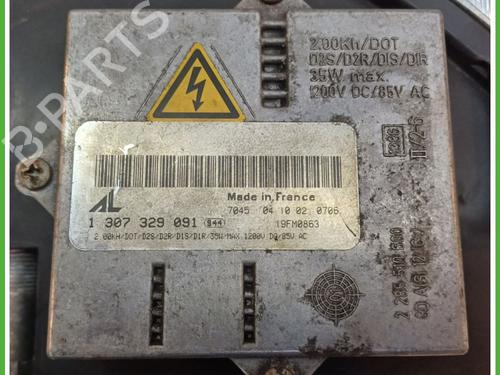 2.00Kh/DOT
D2S/D2R/D1S/D1R
35W max.
1200V DC/85V AC
AL
Made in France
7045 04 10 02 0706
1 307 329 091 944
19FM0863
2.00KH/DOT/D2S/D2R/D1S/D1R/35W/MAX.1200V DC/85V AC
B-PARTS